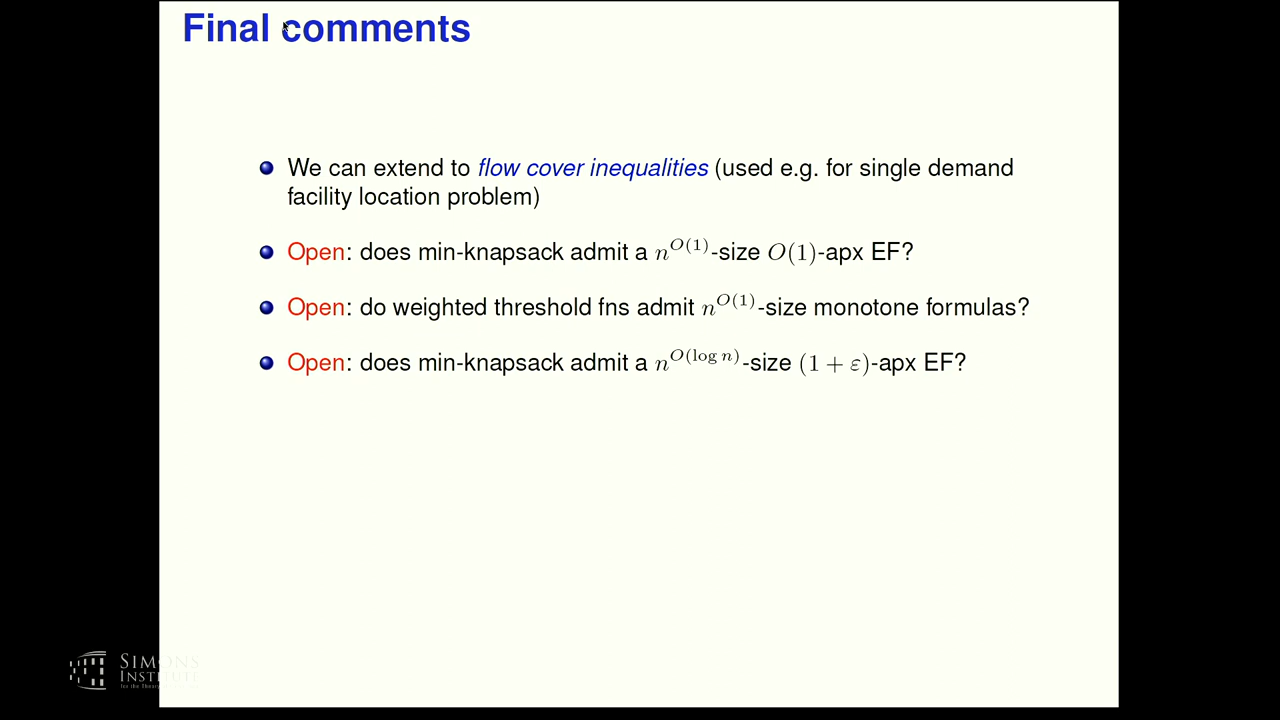 Final comments
We can extend to flow cover inequalities (used e.g. for single demand
facility location problem)
Open: does min-knapsack admit a n^{O(1)}-size O(1)-apx EF?
Open: do weighted threshold fns admit n^{O(1)}-size monotone formulas?
Open: does min-knapsack admit a n^{O(log n)}-size (1 + ε)-apx EF?
SIMONS
INSTITUTE